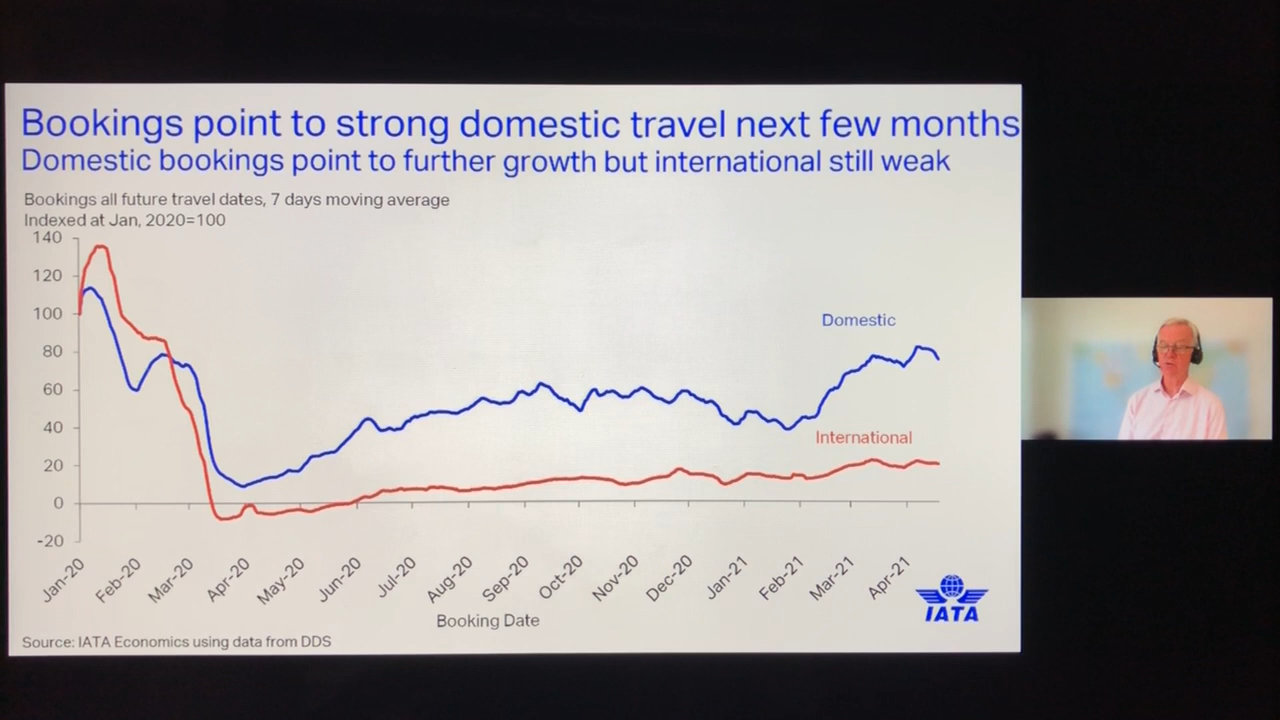 Bookings point to strong domestic travel next few months
Domestic bookings point to further growth but international still weak
Bookings all future travel dates, 7 days moving average
Indexed at Jan, 2020=100
140
120
100
80
60
40
20
0
-20
Domestic
International
Jan-20
Feb-20
Mar-20
Apr-20
May-20
Jun-20
Jul-20
Aug-20
Sep-20
Oct-20
Nov-20
Dec-20
Jan-21
Feb-21
Mar-21
Apr-21
Booking Date
IATA
Source: IATA Economics using data from DDS